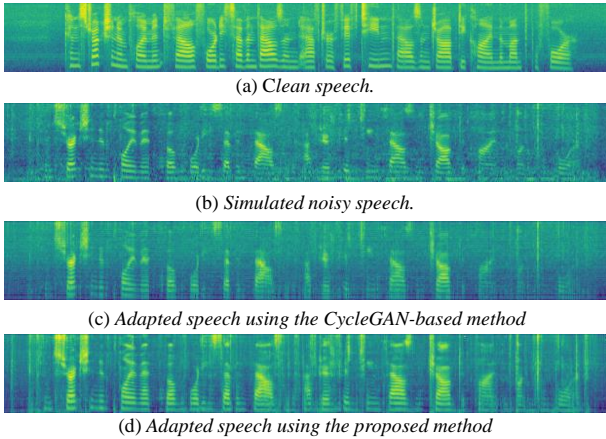 (a) Clean speech.
(b) Simulated noisy speech.
(c) Adapted speech using the CycleGAN-based method
(d) Adapted speech using the proposed method